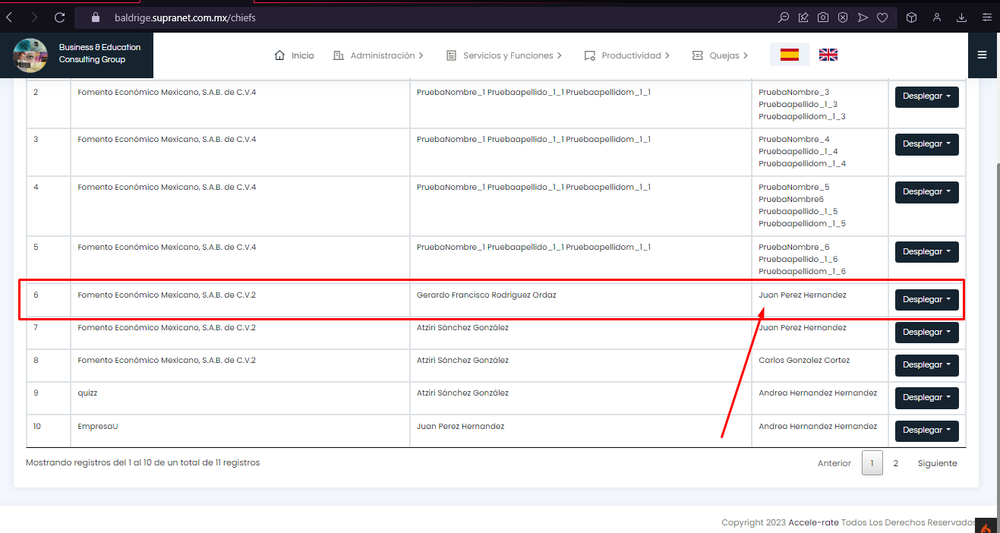 baldrige.supranet.com.mx/chiefs
Business & Education
Consulting Group
Inicio
Administración
Servicios y Funciones
Productividad
Quejas
2 Fomento Económico Mexicano, S.A.B. de C.V.4 PruebaNombre_1 Pruebaapellido_1_1 Pruebaapellidom_1_1 PruebaNombre_3 Desplegar
Pruebaapellido_1_3
Pruebaapellidom_1_3
3 Fomento Económico Mexicano, S.A.B. de C.V.4 PruebaNombre_1 Pruebaapellido_1_1 Pruebaapellidom_1_1 PruebaNombre_4 Desplegar
Pruebaapellido_1_4
Pruebaapellidom_1_4
4 Fomento Económico Mexicano, S.A.B. de C.V.4 PruebaNombre_1 Pruebaapellido_1_1 Pruebaapellidom_1_1 PruebaNombre_5 Desplegar
PruebaNombre6
Pruebaapellido_1_5
Pruebaapellidom_1_5
5 Fomento Económico Mexicano, S.A.B. de C.V.4 PruebaNombre_1 Pruebaapellido_1_1 Pruebaapellidom_1_1 PruebaNombre_6 Desplegar
Pruebaapellido_1_6
Pruebaapellidom_1_6
6 Fomento Económico Mexicano, S.A.B. de C.V.2 Gerardo Francisco Rodriguez Ordaz Juan Perez Hernandez Desplegar
7 Fomento Económico Mexicano, S.A.B. de C.V.2 Atziri Sánchez González Juan Perez Hernandez Desplegar
8 Fomento Económico Mexicano, S.A.B. de C.V.2 Atziri Sánchez González Carlos Gonzalez Cortez Desplegar
9 quizz Atziri Sánchez González Andrea Hernandez Hernandez Desplegar
10 EmpresaU Juan Perez Hernandez Andrea Hernandez Hernandez Desplegar
Mostrando registros del 1 al 10 de un total de 11 registros
Anterior 1 2 Siguiente
Copyright 2023 Accele-rate Todos Los Derechos Reservados